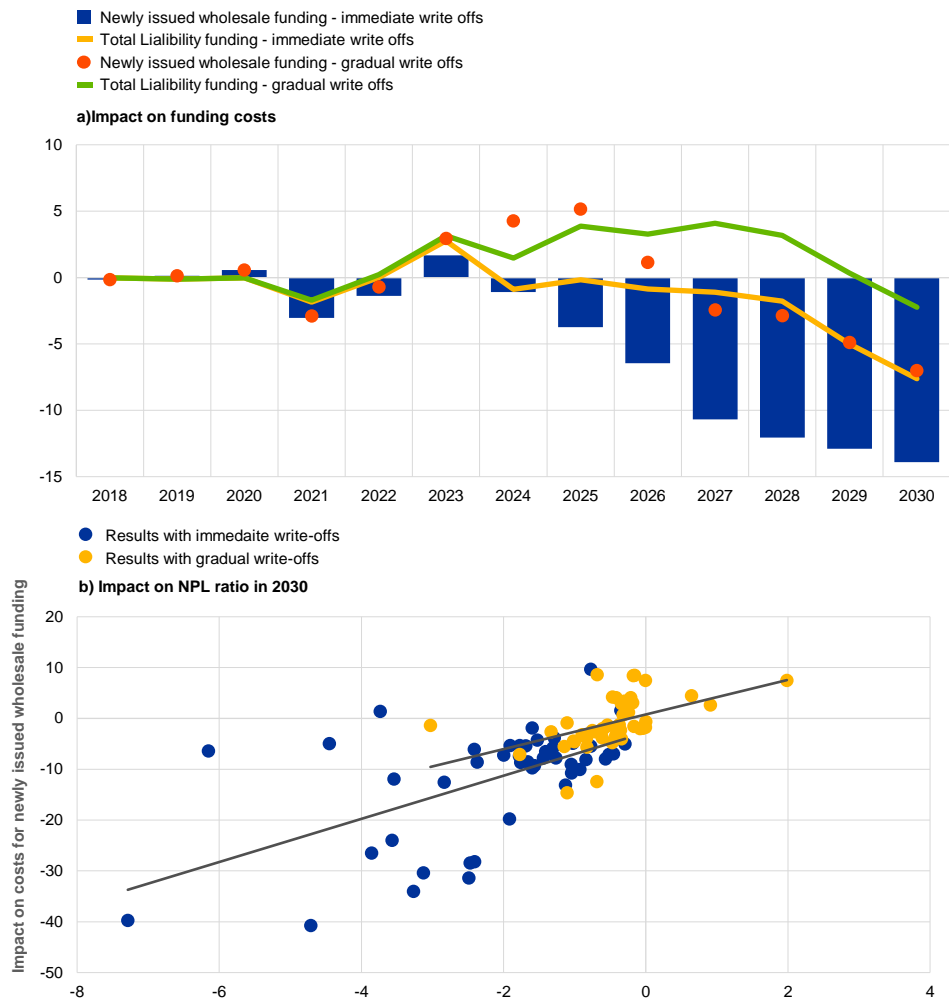 Newly issued wholesale funding - immediate write offs
Total Lialibility funding - immediate write offs
Newly issued wholesale funding - gradual write offs
Total Lialibility funding - gradual write offs
a)Impact on funding costs
10
5
0
-5
-10
-15
2018 2019 2020 2021 2022 2023 2024 2025 2026 2027 2028 2029 2030
Results with immedaite write-offs
Results with gradual write-offs
b) Impact on NPL ratio in 2030
Impact on costs for newly issued wholesale funding
20
10
0
-10
-20
-30
-40
-50
-8 -6 -4 -2 0 2 4